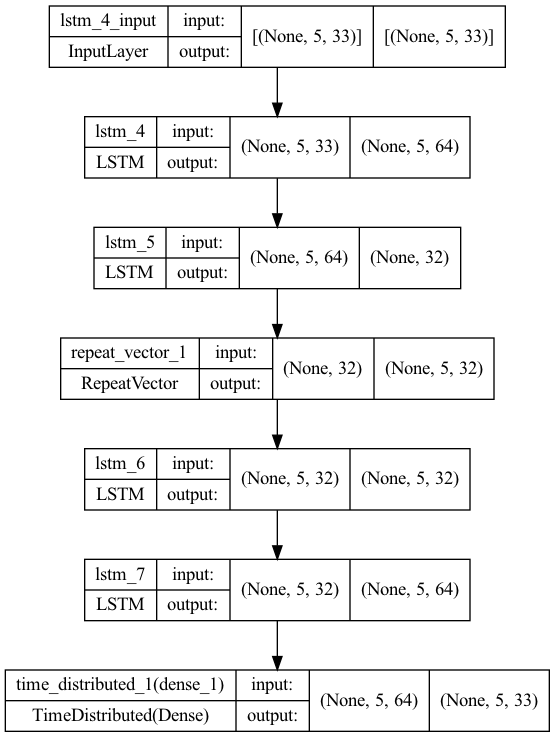 lstm_4_input input: [(None, 5, 33)] [(None, 5, 33)]
InputLayer output:
lstm_4 input: (None, 5, 33) (None, 5, 64)
LSTM output:
lstm_5 input: (None, 5, 64) (None, 32)
LSTM output:
repeat_vector_1 input: (None, 32) (None, 5, 32)
RepeatVector output:
lstm_6 input: (None, 5, 32) (None, 5, 32)
LSTM output:
lstm_7 input: (None, 5, 32) (None, 5, 64)
LSTM output:
time_distributed_1(dense_1) input: (None, 5, 64) (None, 5, 33)
TimeDistributed(Dense) output: